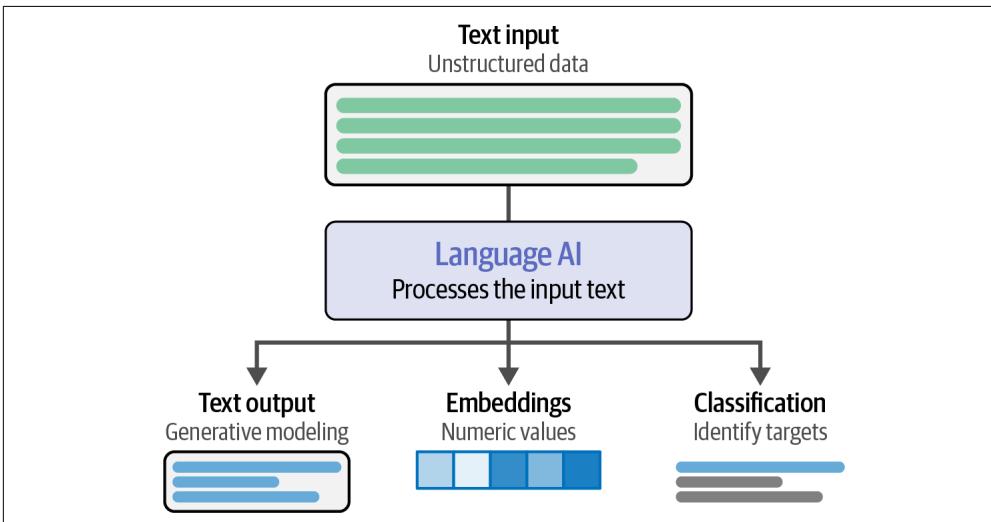 Text input
Unstructured data
Language AI
Processes the input text
Text output
Generative modeling
Embeddings
Numeric values
Classification
Identify targets